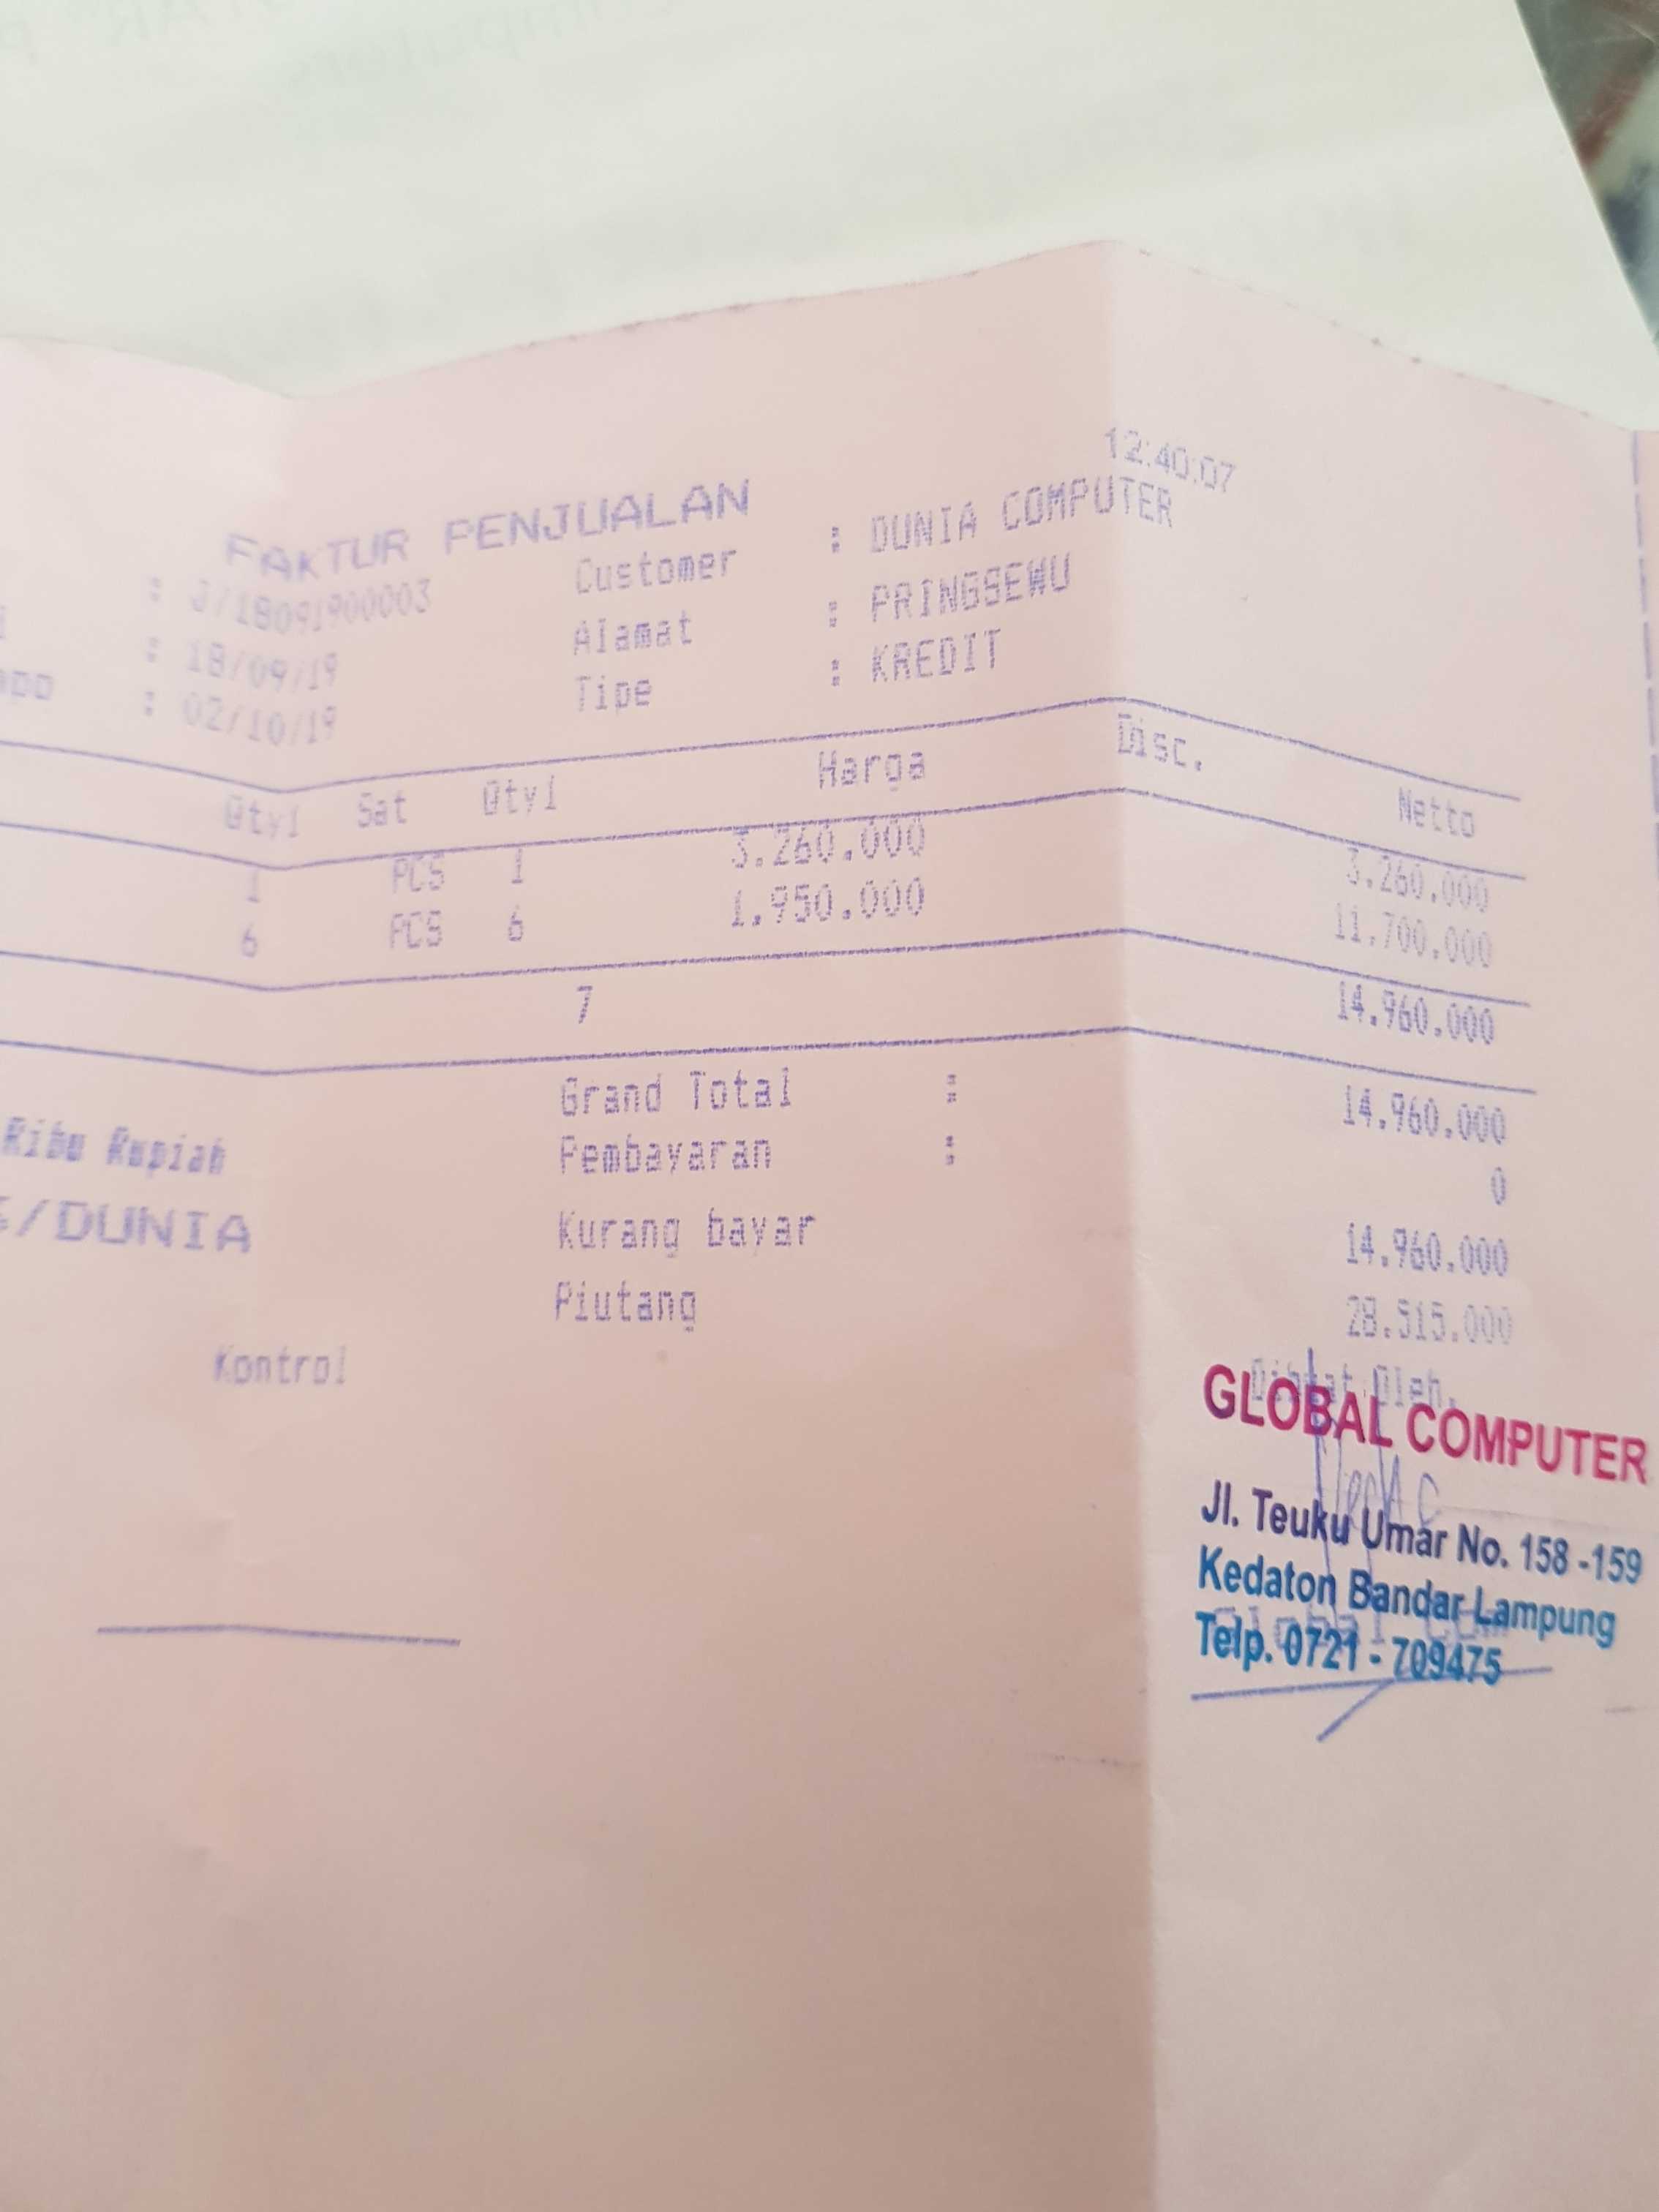 12:40:07
FAKTUR PENJUALAN
: J/18091900003 Customer : DUNIA COMPUTER
: 18/09/19 Alamat : PRINGSEWU
: 02/10/19 Tipe : KREDIT
Qty1 Sat Qty1 Harga Disc. Netto
1 PCS 1 3.260.000 3.260.000
6 PCS 6 1.950.000 11.700.000
7 14.960.000
Grand Total : 14.960.000
Ribu Rupiah Pembayaran : 0
/DUNIA Kurang bayar 14.960.000
Piutang 28.515.000
Kontrol Dibuat Oleh,
GLOBAL COMPUTER
Jl. Teuku Umar No. 158 -159
Kedaton Bandar Lampung
Telp. 0721 - 709475